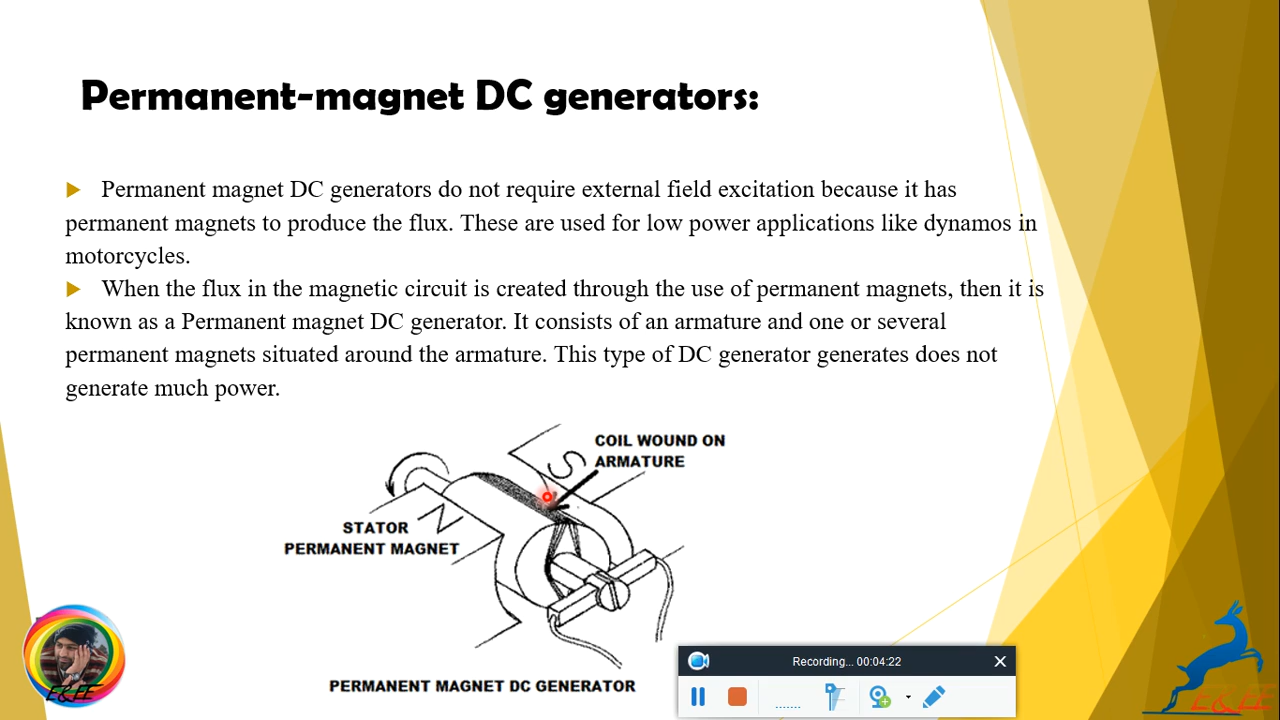 Permanent-magnet DC generators:
Permanent magnet DC generators do not require external field excitation because it has
permanent magnets to produce the flux. These are used for low power applications like dynamos in
motorcycles.
When the flux in the magnetic circuit is created through the use of permanent magnets, then it is
known as a Permanent magnet DC generator. It consists of an armature and one or several
permanent magnets situated around the armature. This type of DC generator generates does not
generate much power.
COIL WOUND ON
ARMATURE
S
N
STATOR
PERMANENT MAGNET
PERMANENT MAGNET DC GENERATOR
Recording... 00:04:22
E&EE
E&EE